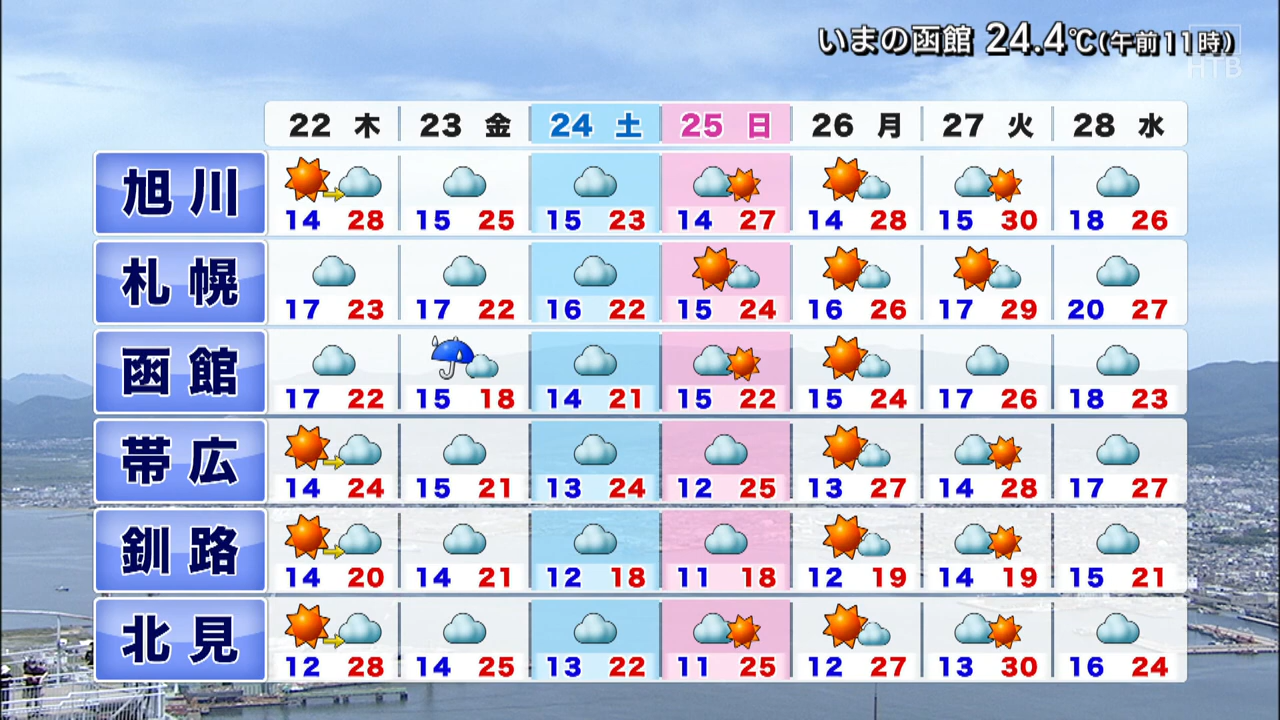 いまの函館 24.4℃(午前11時)
HTB
22 木 23 金 24 土 25 日 26 月 27 火 28 水
旭川 14 28 15 25 15 23 14 27 14 28 15 30 18 26
札幌 17 23 17 22 16 22 15 24 16 26 17 29 20 27
函館 17 22 15 18 14 21 15 22 15 24 17 26 18 23
帯広 14 24 15 21 13 24 12 25 13 27 14 28 17 27
釧路 14 20 14 21 12 18 11 18 12 19 14 19 15 21
北見 12 28 14 25 13 22 11 25 12 27 13 30 16 24